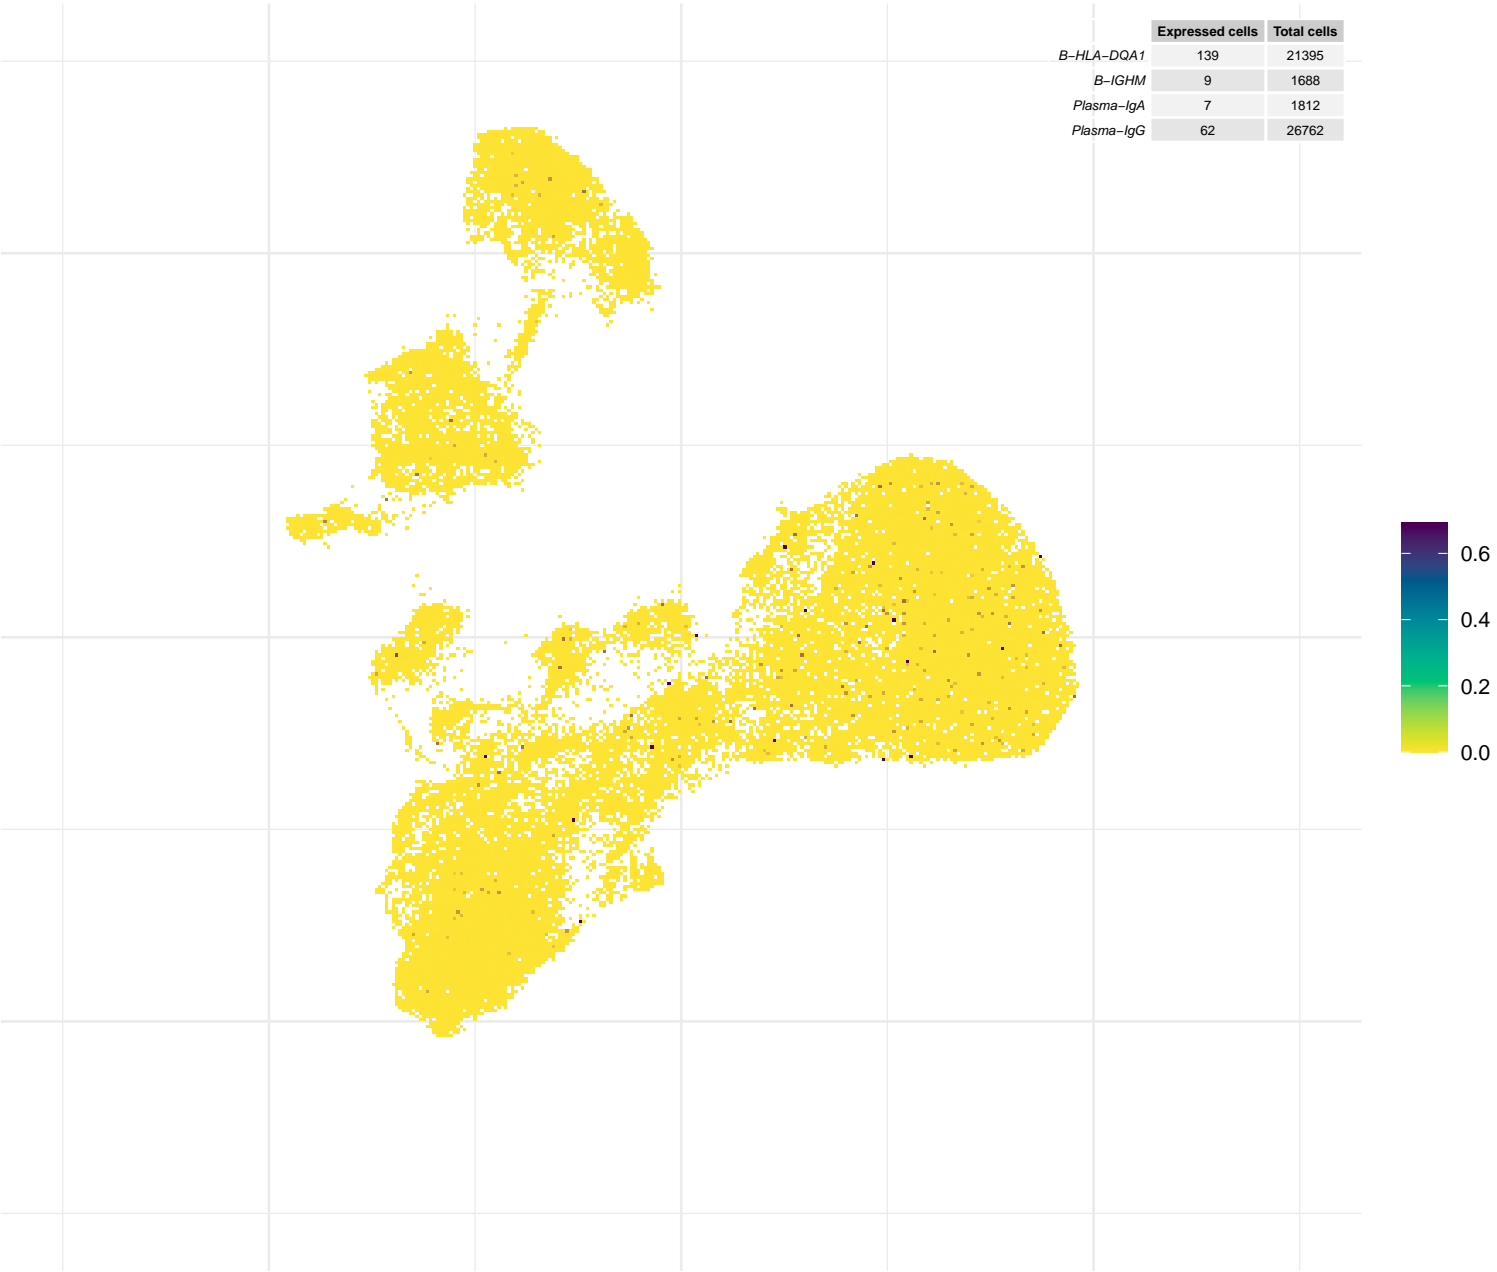 Expressed cells Total cells
B−HLA−DQA1 139 21395
B−IGHM 9 1688
Plasma−IgA 7 1812
Plasma−IgG 62 26762
0.6
0.4
0.2
0.0